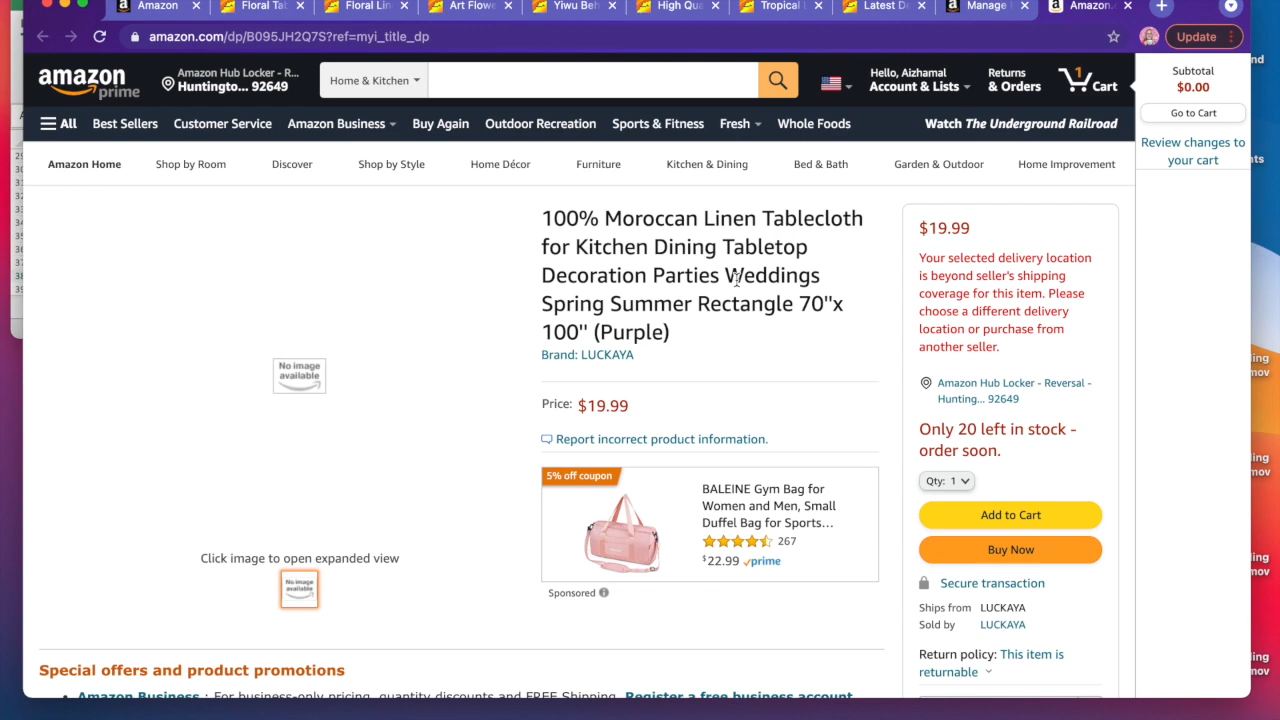 Amazon
Floral Tab
Floral Lin
Art Flowe
Yiwu Beh
High Qua
Tropical
Latest De
Manage
Amazon.
amazon.com/dp/B095JH2Q7S?ref=myi_title_dp
Update
amazon
prime
Amazon Hub Locker - R...
Huntingto... 92649
Home & Kitchen
Hello, Aizhamal
Account & Lists
Returns
& Orders
1
Cart
Subtotal
$0.00
Go to Cart
Review changes to
your cart
All
Best Sellers
Customer Service
Amazon Business
Buy Again
Outdoor Recreation
Sports & Fitness
Fresh
Whole Foods
Watch The Underground Railroad
Amazon Home
Shop by Room
Discover
Shop by Style
Home Décor
Furniture
Kitchen & Dining
Bed & Bath
Garden & Outdoor
Home Improvement
No image
available
Click image to open expanded view
No image
available
100% Moroccan Linen Tablecloth
for Kitchen Dining Tabletop
Decoration Parties Weddings
Spring Summer Rectangle 70''x
100'' (Purple)
Brand: LUCKAYA
Price: $19.99
Report incorrect product information.
5% off coupon
BALEINE Gym Bag for
Women and Men, Small
Duffel Bag for Sports...
267
$22.99 prime
Sponsored
$19.99
Your selected delivery location
is beyond seller's shipping
coverage for this item. Please
choose a different delivery
location or purchase from
another seller.
Amazon Hub Locker - Reversal -
Hunting... 92649
Only 20 left in stock -
order soon.
Qty: 1
Add to Cart
Buy Now
Secure transaction
Ships from LUCKAYA
Sold by LUCKAYA
Return policy: This item is
returnable
Special offers and product promotions
Amazon Business : For business-only pricing, quantity discounts and FREE Shipping. Register a free business account